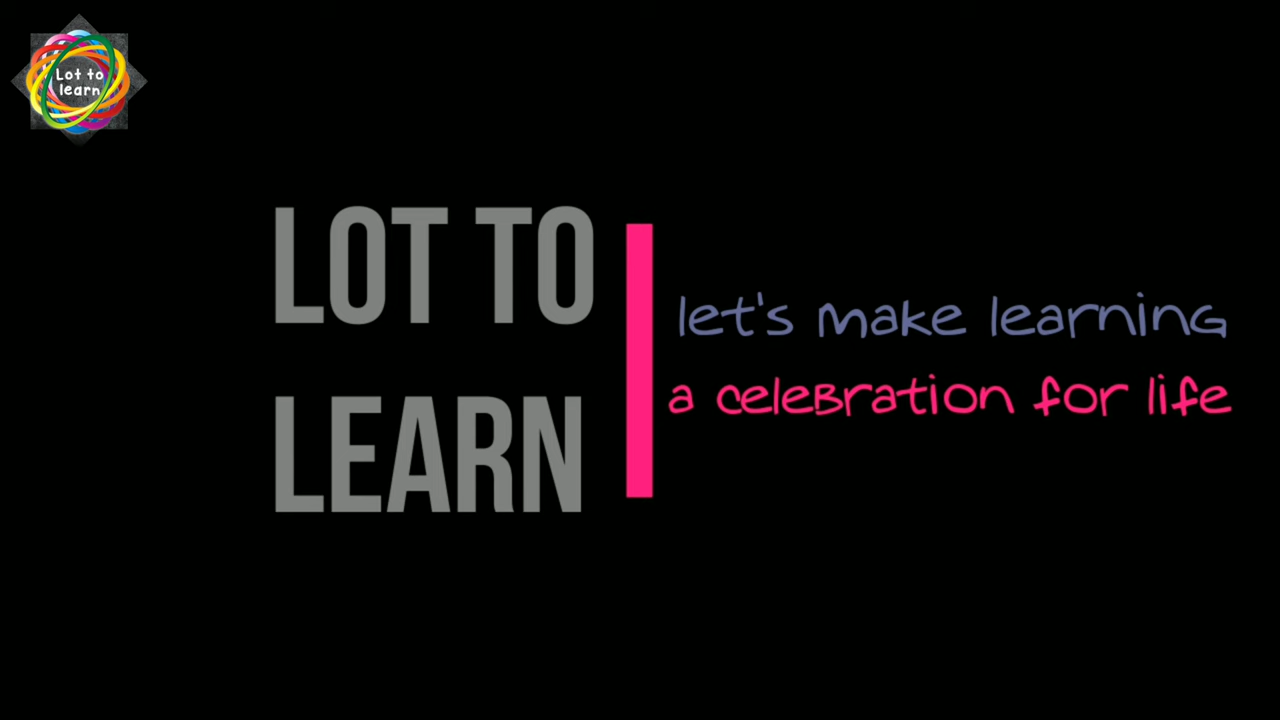 Lot to
learn
LOT TO
LEARN
let's make learning
a celebration for life